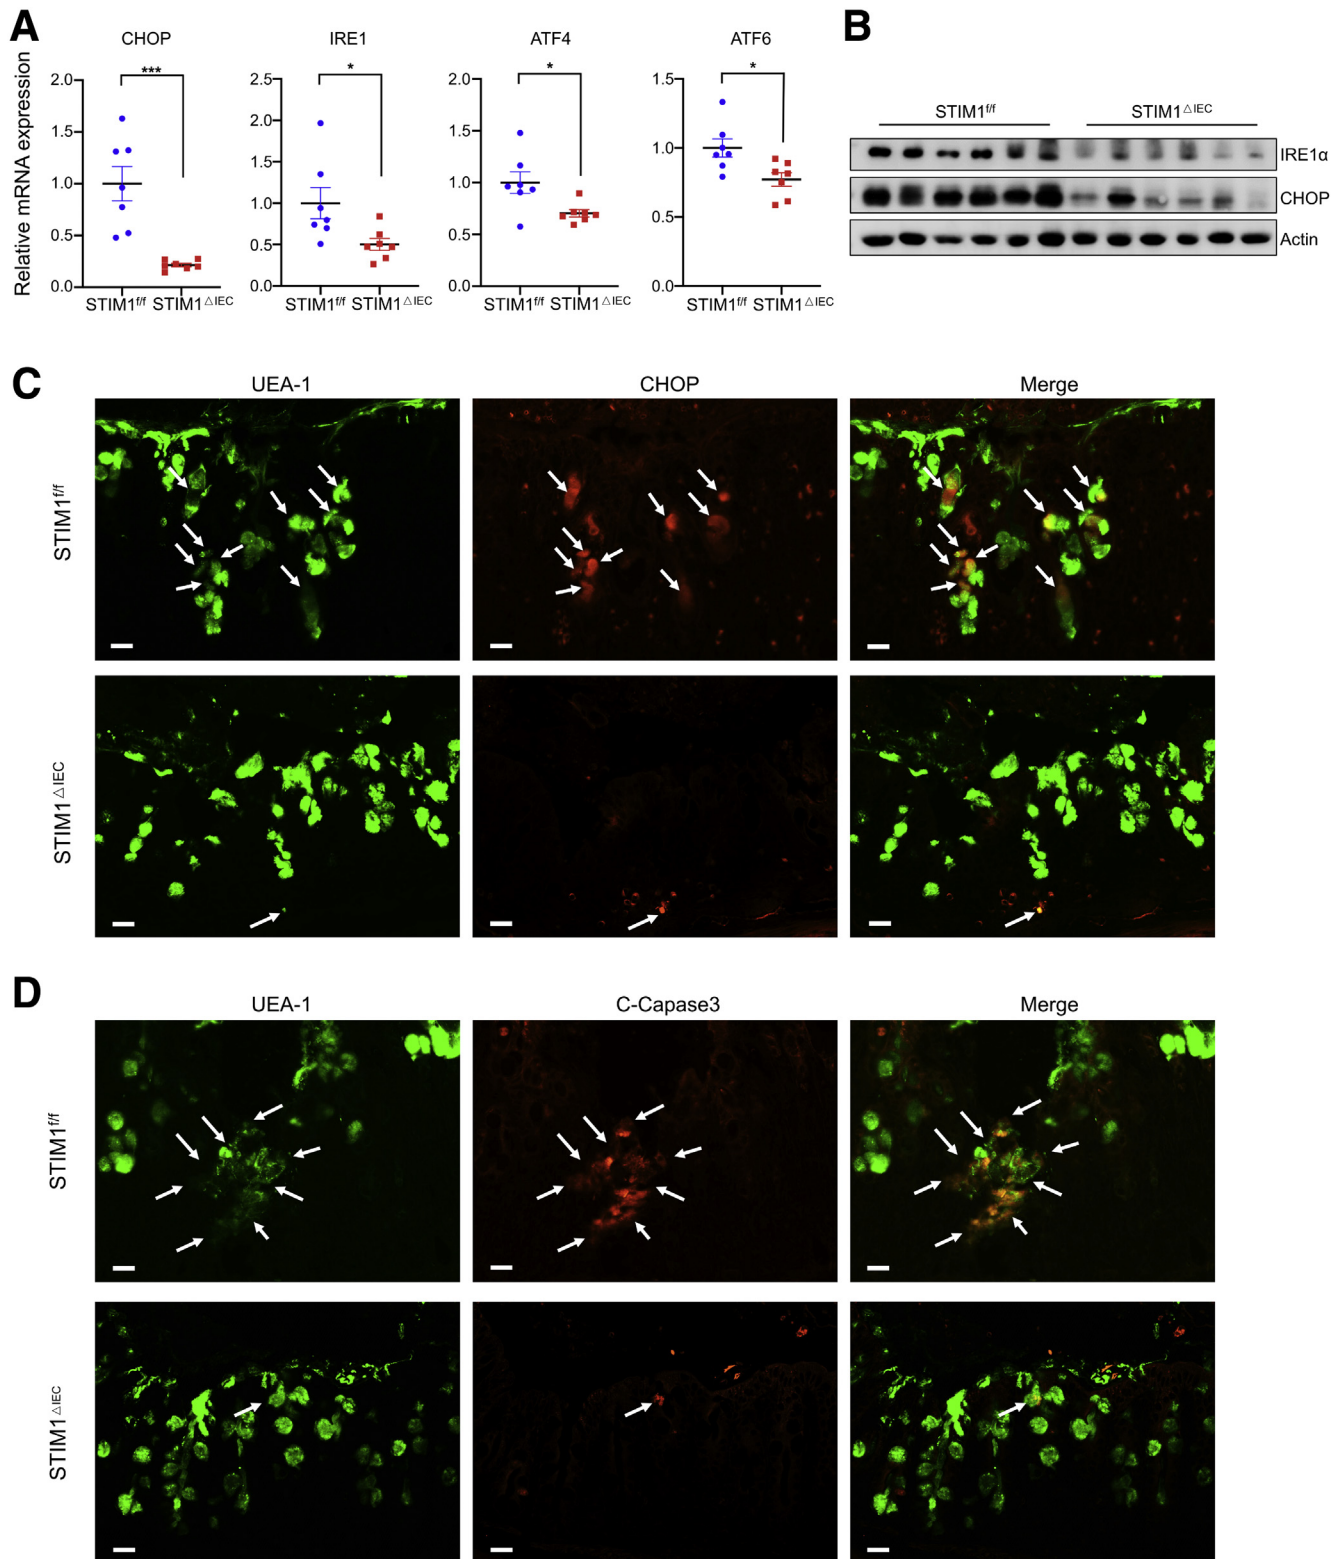 A
CHOP
IRE1
ATF4
ATF6
Relative mRNA expression
2.0
1.5
1.0
0.5
0.0
***
STIM1f/f STIM1△IEC
2.5
2.0
1.5
1.0
0.5
0.0
*
STIM1f/f STIM1△IEC
2.0
1.5
1.0
0.5
0.0
*
STIM1f/f STIM1△IEC
1.5
1.0
0.5
0.0
*
STIM1f/f STIM1△IEC
B
STIM1f/f STIM1△IEC
IRE1α
CHOP
Actin
C
UEA-1 CHOP Merge
STIM1f/f
STIM1△IEC
D
UEA-1 C-Capase3 Merge
STIM1f/f
STIM1△IEC